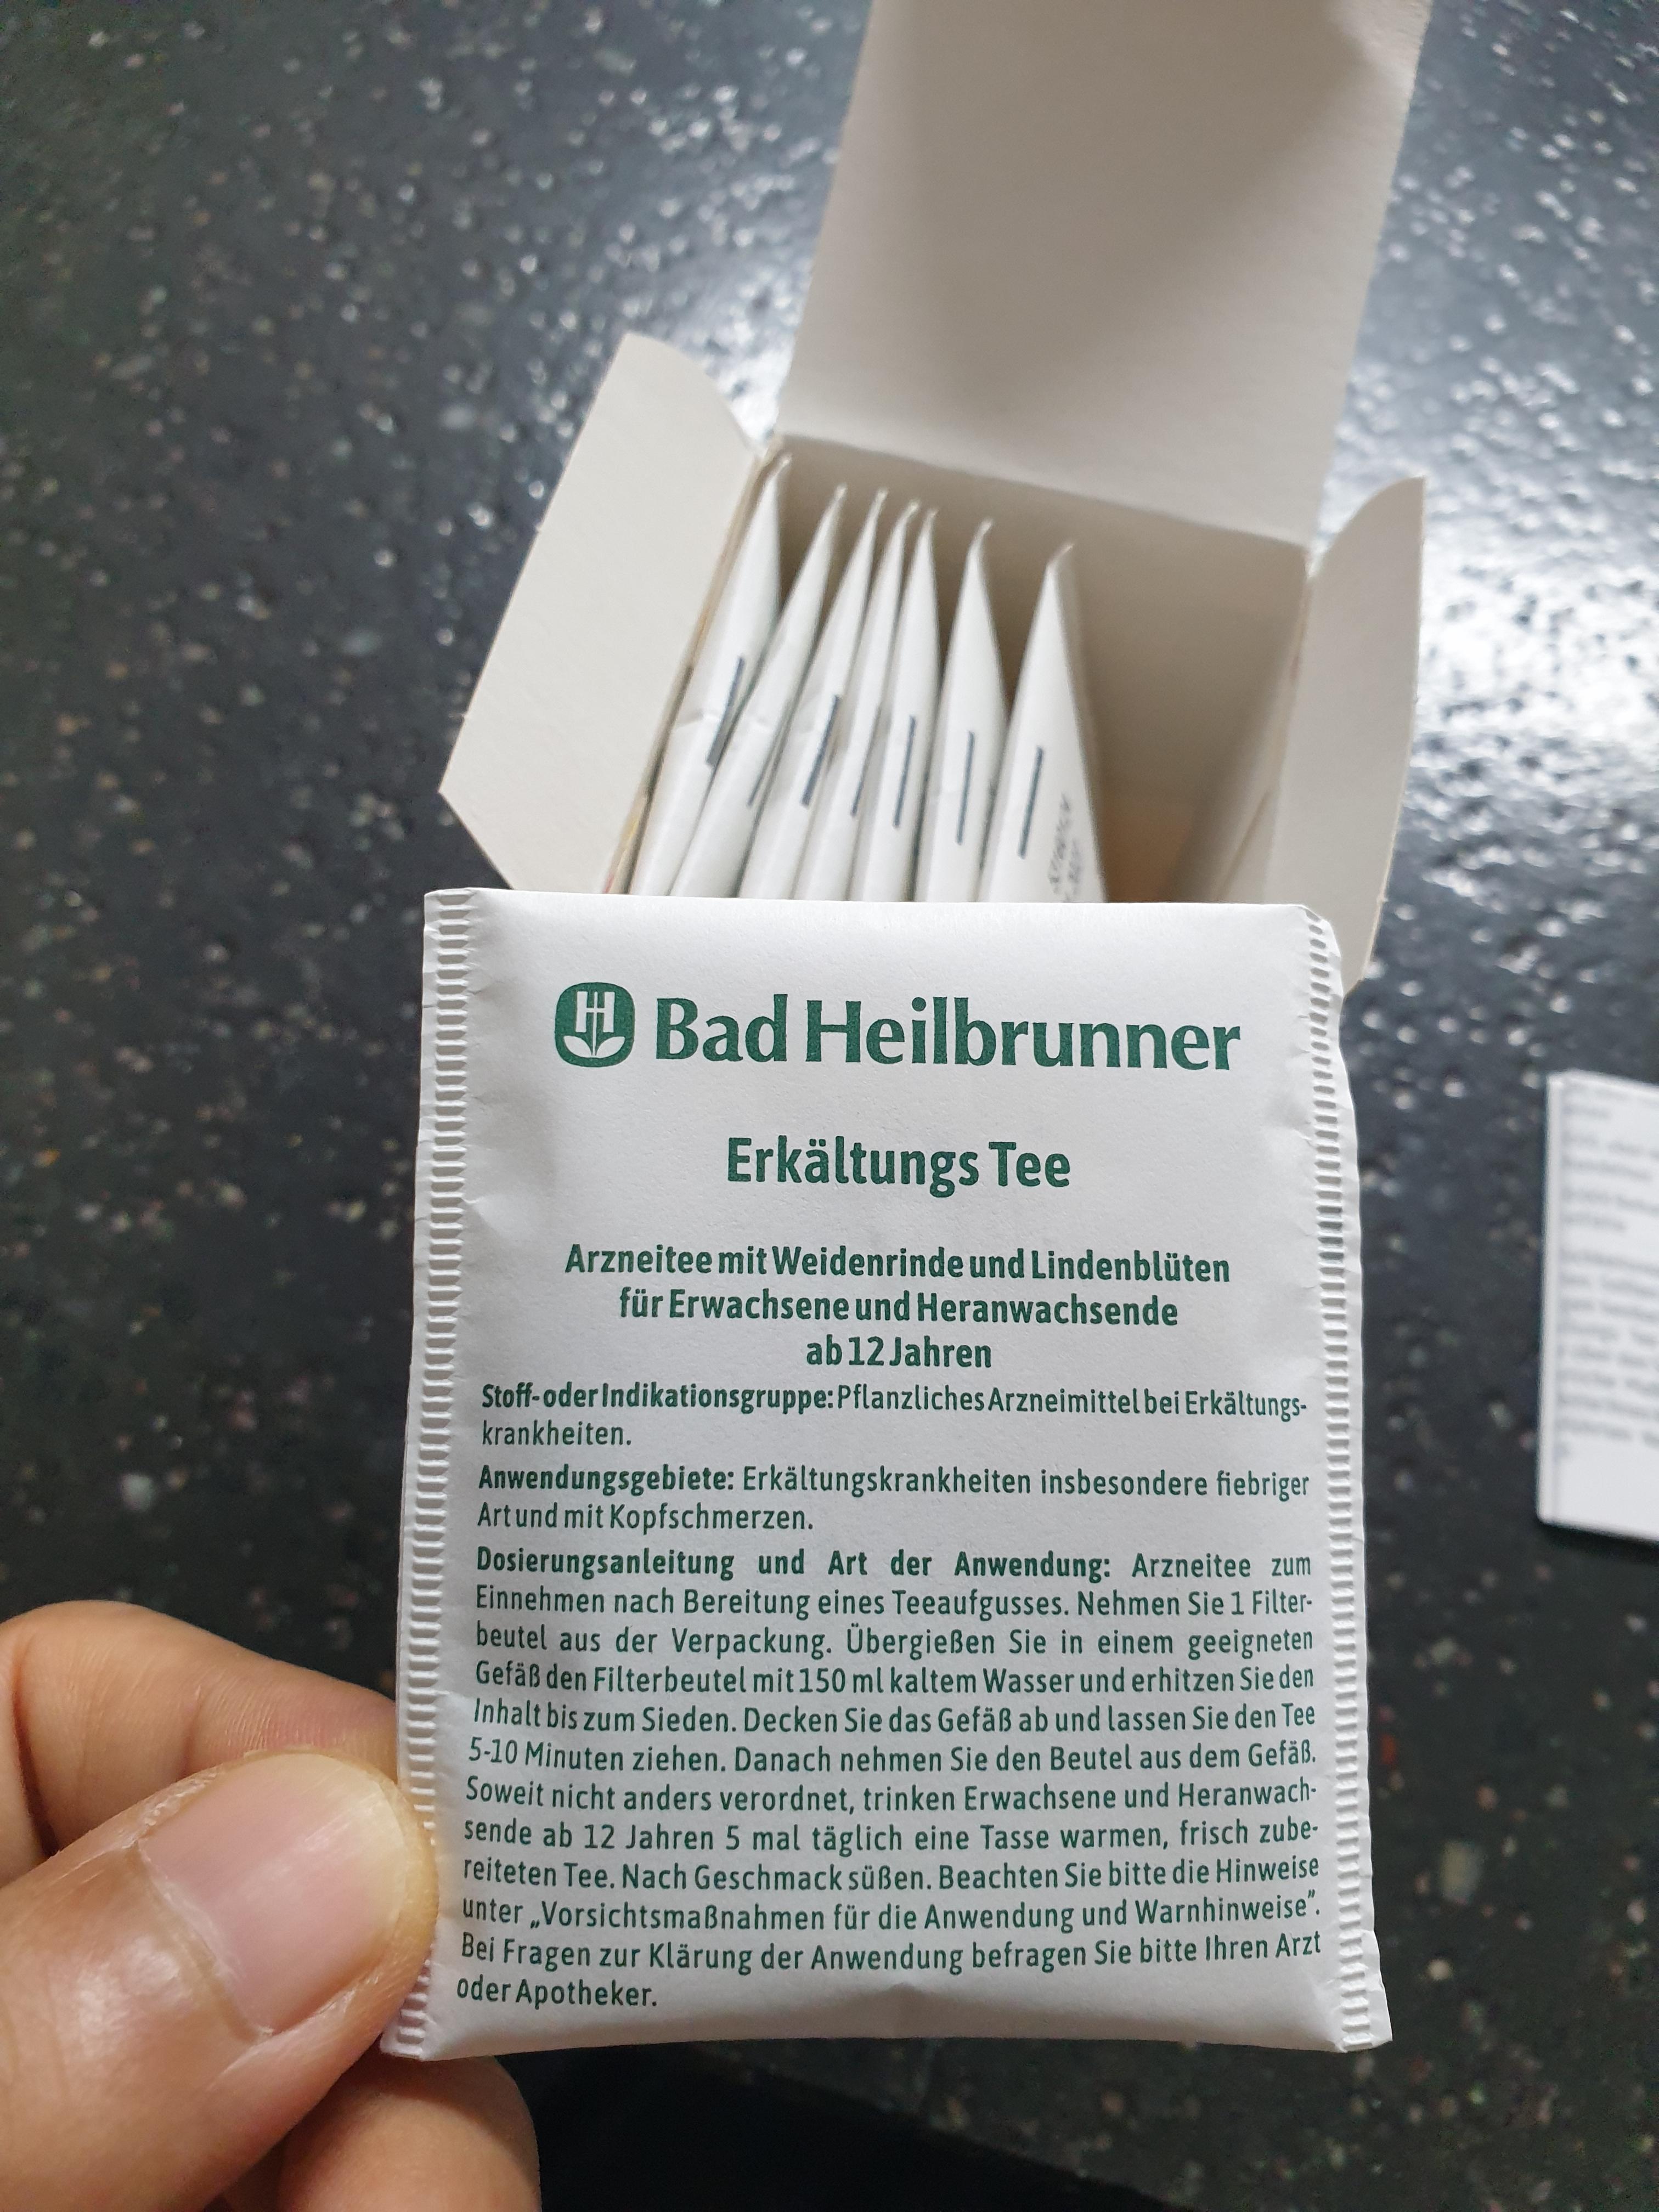 Bad Heilbrunner
Erkältungs Tee
Arzneitee mit Weidenrinde und Lindenblüten
für Erwachsene und Heranwachsende
ab 12 Jahren
Stoff- oder Indikationsgruppe: Pflanzliches Arzneimittel bei Erkältungs-
krankheiten.
Anwendungsgebiete: Erkältungskrankheiten insbesondere fiebriger
Art und mit Kopfschmerzen.
Dosierungsanleitung und Art der Anwendung: Arzneitee zum
Einnehmen nach Bereitung eines Teeaufgusses. Nehmen Sie 1 Filter-
beutel aus der Verpackung. Übergießen Sie in einem geeigneten
Gefäß den Filterbeutel mit 150 ml kaltem Wasser und erhitzen Sie den
Inhalt bis zum Sieden. Decken Sie das Gefäß ab und lassen Sie den Tee
5-10 Minuten ziehen. Danach nehmen Sie den Beutel aus dem Gefäß.
Soweit nicht anders verordnet, trinken Erwachsene und Heranwach-
sende ab 12 Jahren 5 mal täglich eine Tasse warmen, frisch zube-
reiteten Tee. Nach Geschmack süßen. Beachten Sie bitte die Hinweise
unter „Vorsichtsmaßnahmen für die Anwendung und Warnhinweise".
Bei Fragen zur Klärung der Anwendung befragen Sie bitte Ihren Arzt
oder Apotheker.